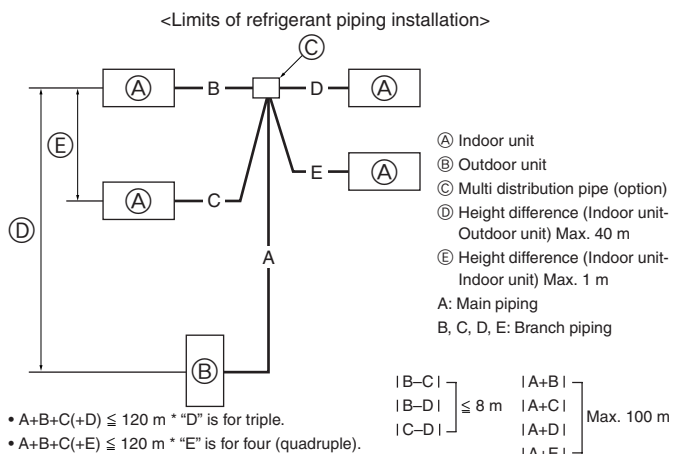 <Limits of refrigerant piping installation>
Ⓒ
Ⓐ B D Ⓐ
Ⓔ
Ⓐ C E Ⓐ
Ⓓ
A
Ⓑ
Ⓐ Indoor unit
Ⓑ Outdoor unit
Ⓒ Multi distribution pipe (option)
Ⓓ Height difference (Indoor unit-
Outdoor unit) Max. 40 m
Ⓔ Height difference (Indoor unit-
Indoor unit) Max. 1 m
A: Main piping
B, C, D, E: Branch piping
• A+B+C(+D) ≦ 120 m * “D” is for triple.
• A+B+C(+E) ≦ 120 m * “E” is for four (quadruple).
|B–C|
|B–D| ≦ 8 m
|C–D|
|A+B|
|A+C|
|A+D| Max. 100 m
|A+E|